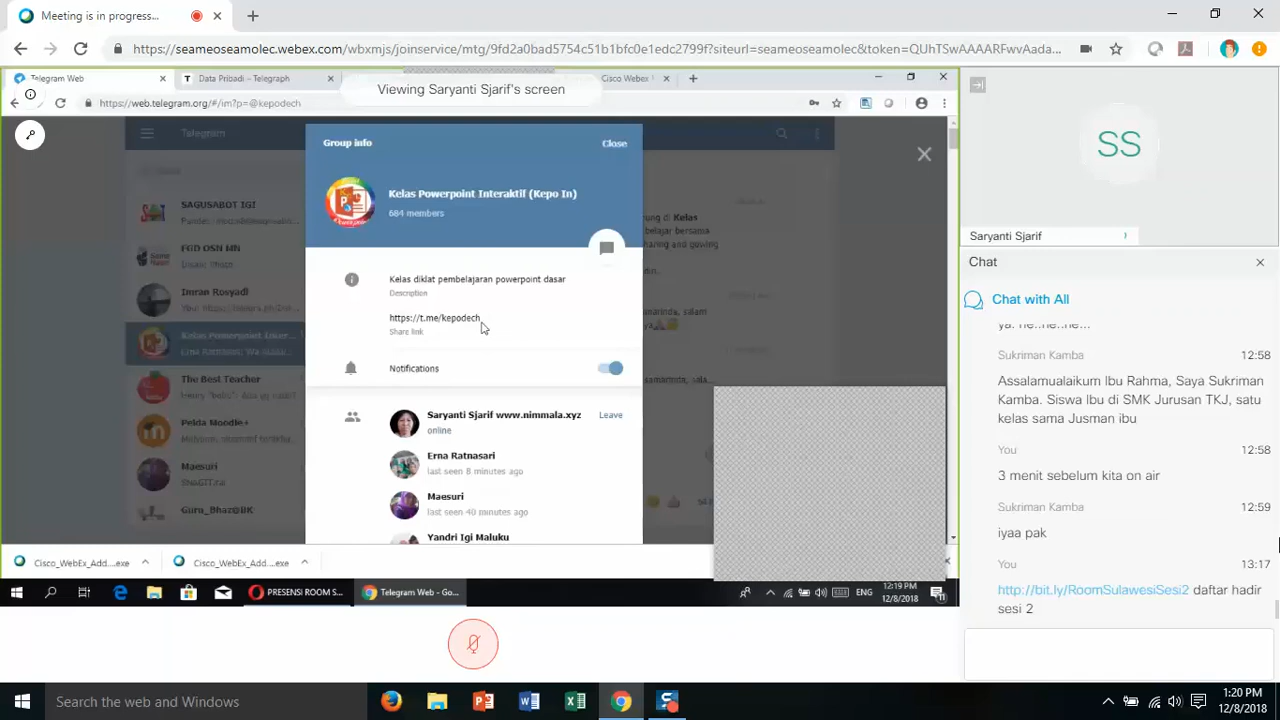 Meeting is in progress...
https://seameoseamolec.webex.com/wbxmjs/joinservice/mtg/9fd2a0bad5754c51b1bfc0e1edc2799f?siteurl=seameoseamolec&token=QUhTSwAAAARFwvAada...
Telegram Web
Data Pribadi – Telegraph
Cisco Webex
Viewing Saryanti Sjarif's screen
https://web.telegram.org/#/im?p=@kepodech
Telegram
Group info
Close
Kelas Powerpoint Interaktif (Kepo In)
684 members
SAGUSABOT IGI
FGD OSN MN
Imran Rosyadi
Kelas Powerpoint Inter...
The Best Teacher
Pelda Moodle+
Maesuri
Guru_Bhaz@BK
Kelas diklat pembelajaran powerpoint dasar
Description
https://t.me/kepodech
Share link
Notifications
Saryanti Sjarif www.nimmala.xyz
Leave
online
Erna Ratnasari
last seen 8 minutes ago
Maesuri
last seen 40 minutes ago
Yandri Igi Maluku
Cisco_WebEx_Add....exe
Cisco_WebEx_Add....exe
PRESENSI ROOM S...
Telegram Web - Go...
ENG
12:19 PM
12/8/2018
11
SS
Saryanti Sjarif
Chat
Chat with All
ya. he..he..he...
Sukriman Kamba 12:58
Assalamualaikum Ibu Rahma, Saya Sukriman
Kamba. Siswa Ibu di SMK Jurusan TKJ, satu
kelas sama Jusman ibu
You 12:58
3 menit sebelum kita on air
Sukriman Kamba 12:59
iyaa pak
You 13:17
http://bit.ly/RoomSulawesiSesi2 daftar hadir
sesi 2
Search the web and Windows
1:20 PM
12/8/2018